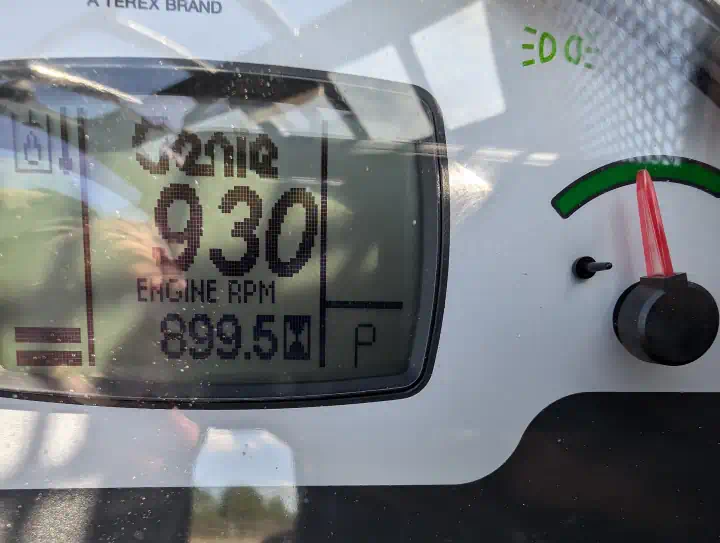 A TEREX BRAND
Genie
930
ENGINE RPM
899.5
P